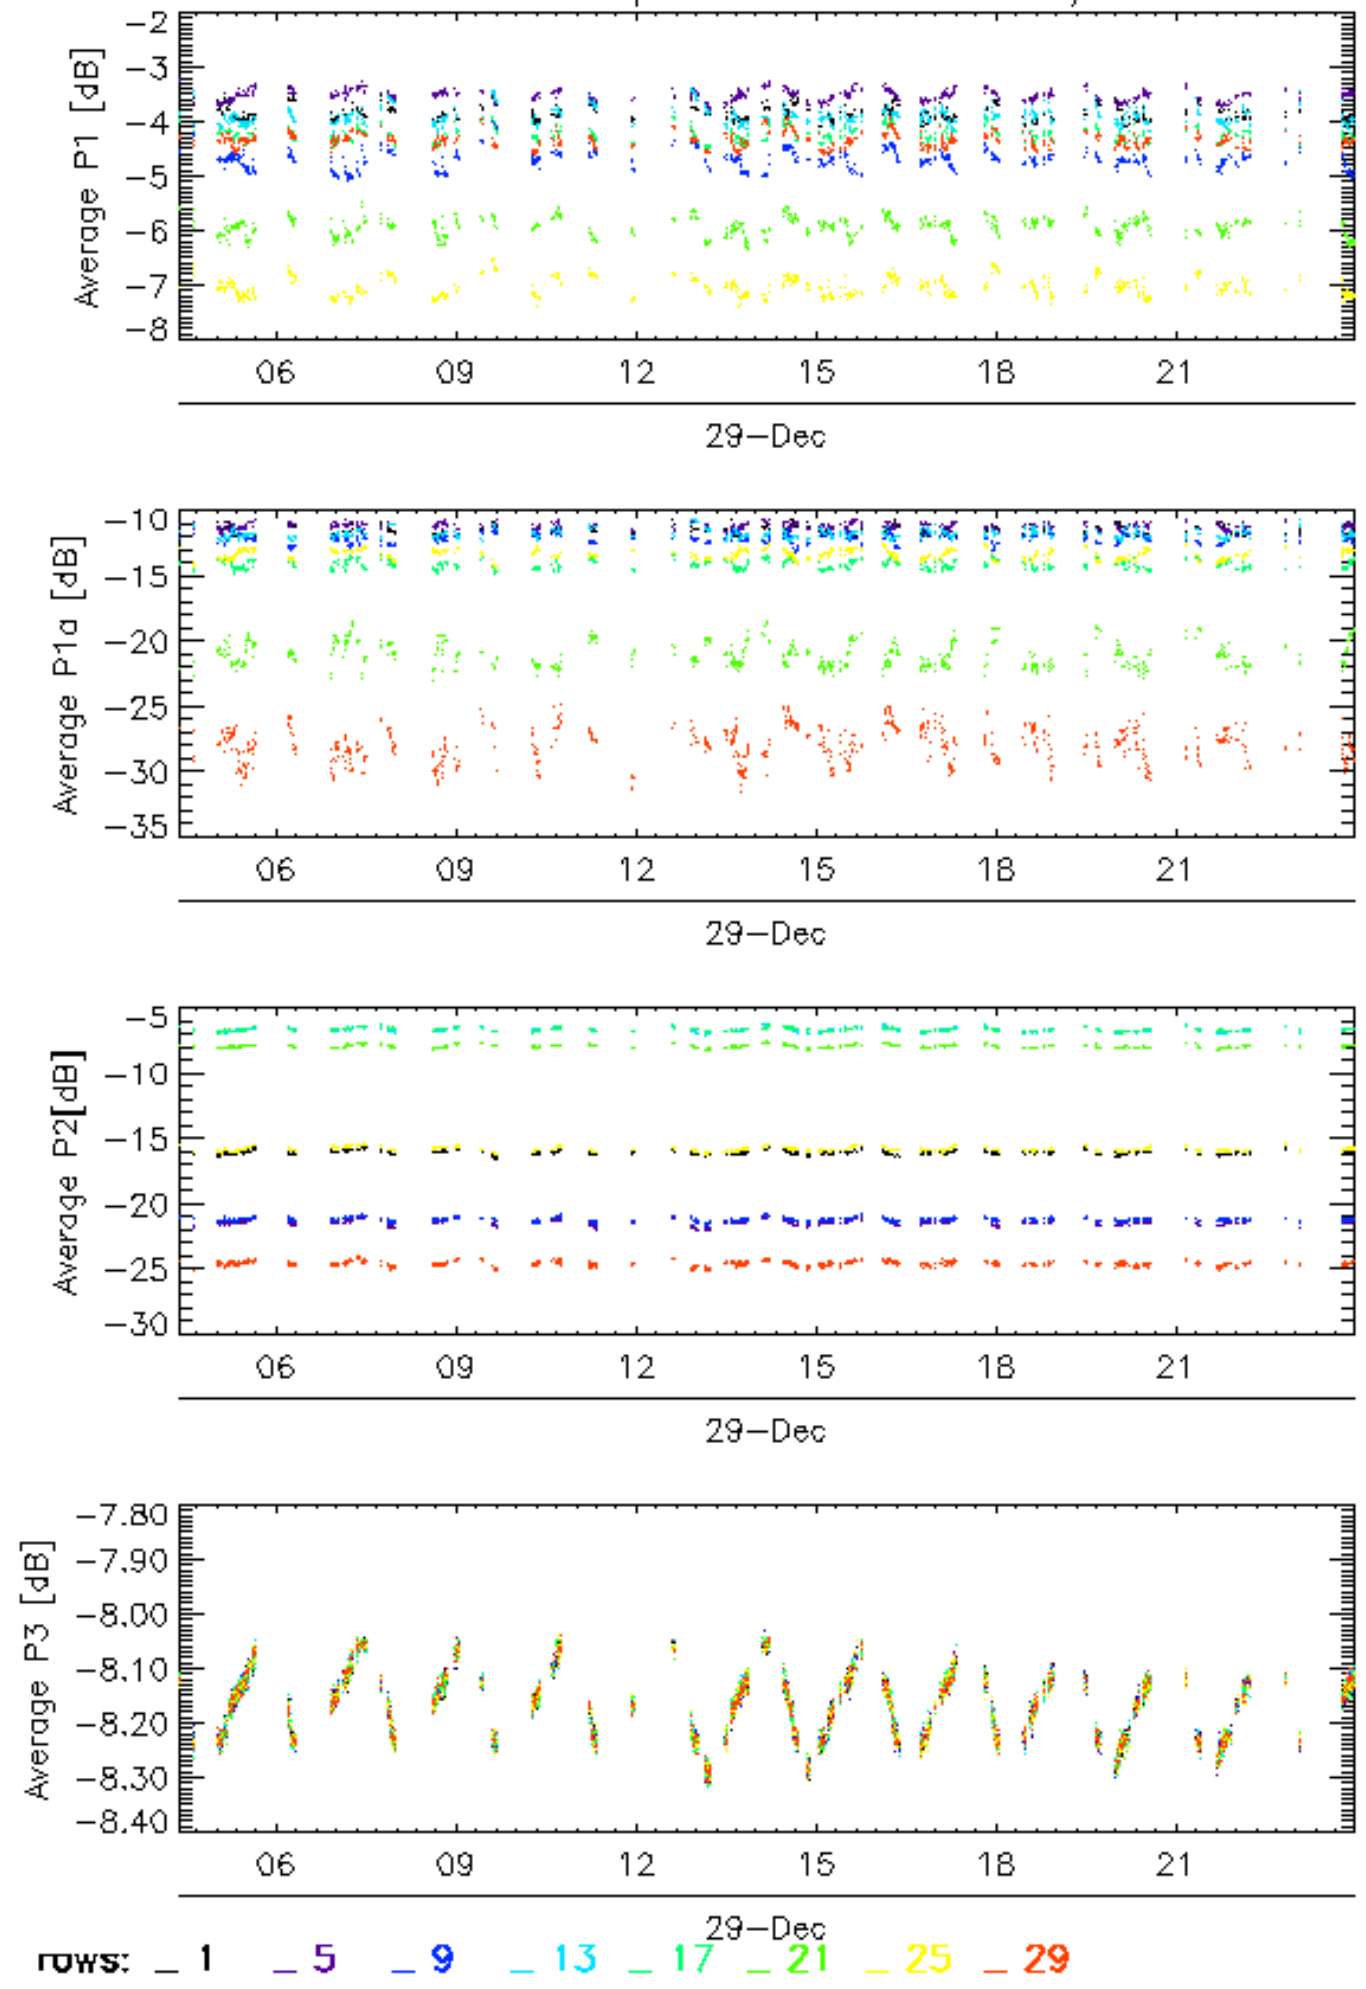 Average P1 [dB]
-2
-3
-4
-5
-6
-7
-8
06 09 12 15 18 21
29-Dec
Average P1a [dB]
-10
-15
-20
-25
-30
-35
06 09 12 15 18 21
29-Dec
Average P2[dB]
-5
-10
-15
-20
-25
-30
06 09 12 15 18 21
29-Dec
Average P3 [dB]
-7.80
-7.90
-8.00
-8.10
-8.20
-8.30
-8.40
06 09 12 15 18 21
29-Dec
rows: _ 1 _ 5 _ 9 _ 13 _ 17 _ 21 _ 25 _ 29